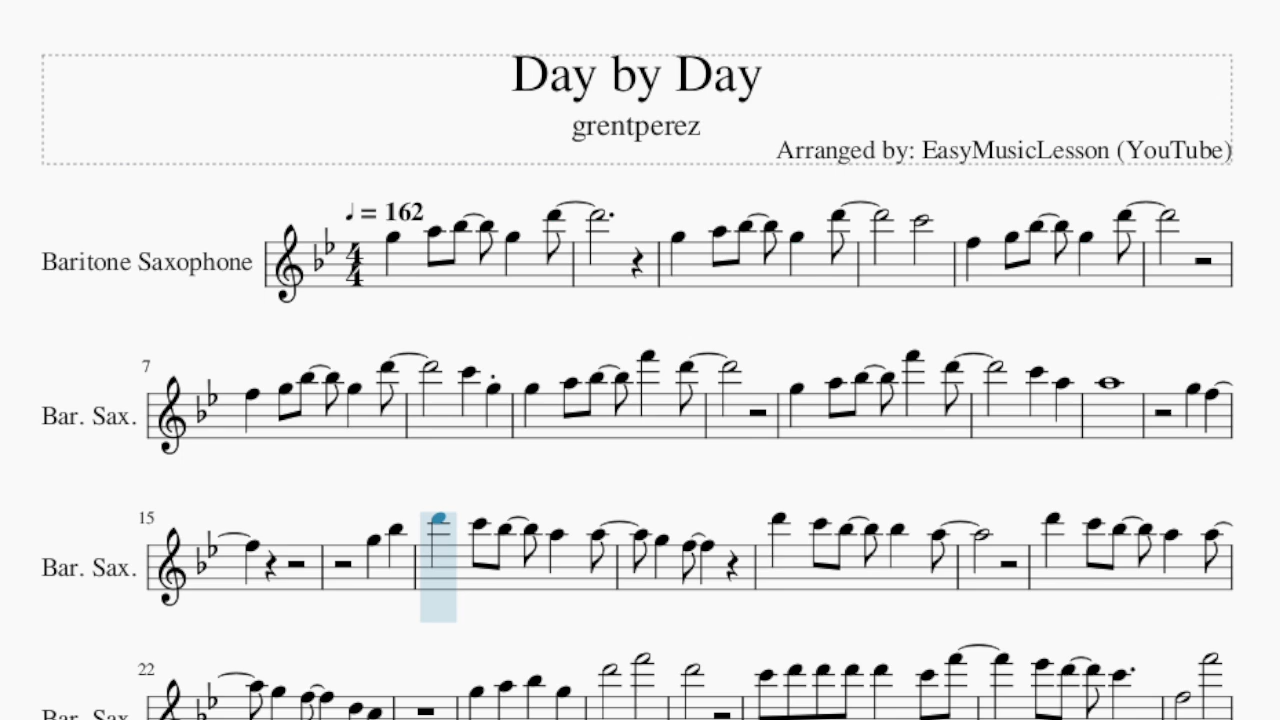 Day by Day
grentperez
Arranged by: EasyMusicLesson (YouTube)
♩ = 162
Baritone Saxophone
4
4
7
Bar. Sax.
15
Bar. Sax.
22
Bar. Sax.